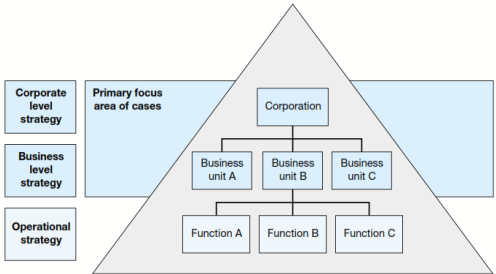 Corporate
level
strategy
Primary focus
area of cases
Corporation
Business
level
strategy
Business
unit A
Business
unit B
Business
unit C
Operational
strategy
Function A
Function B
Function C